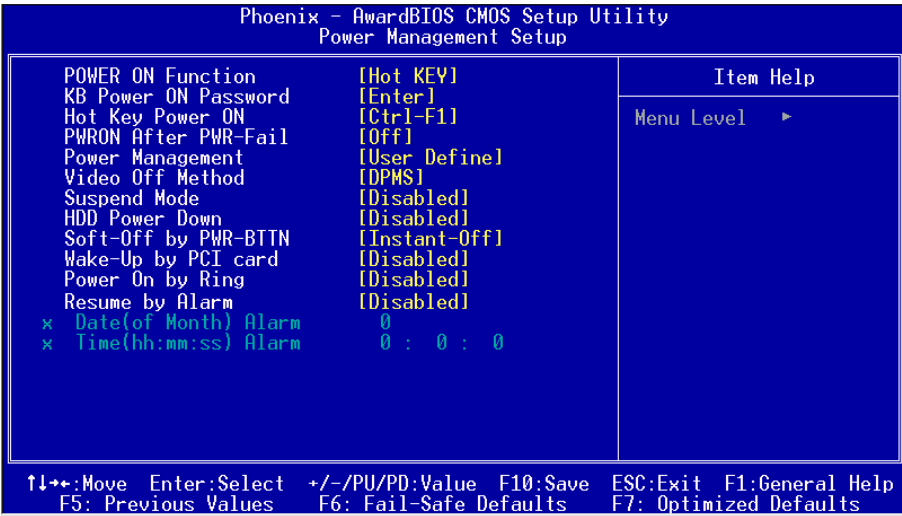 Phoenix - AwardBIOS CMOS Setup Utility
Power Management Setup
POWER ON Function [Hot KEY]
KB Power ON Password [Enter]
Hot Key Power ON [Ctrl-F1]
PWRON After PWR-Fail [Off]
Power Management [User Define]
Video Off Method [DPMS]
Suspend Mode [Disabled]
HDD Power Down [Disabled]
Soft-Off by PWR-BTTN [Instant-Off]
Wake-Up by PCI card [Disabled]
Power On by Ring [Disabled]
Resume by Alarm [Disabled]
x Date(of Month) Alarm 0
x Time(hh:mm:ss) Alarm 0 : 0 : 0
Item Help
Menu Level ►
↑↓→←:Move Enter:Select +/-/PU/PD:Value F10:Save ESC:Exit F1:General Help
F5: Previous Values F6: Fail-Safe Defaults F7: Optimized Defaults